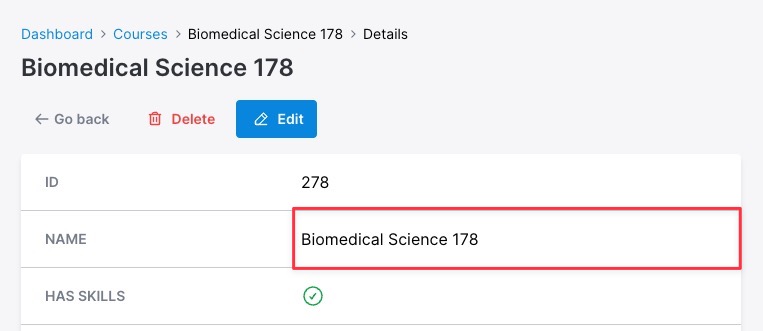 Dashboard > Courses > Biomedical Science 178 > Details
Biomedical Science 178
← Go back Delete Edit
ID 278
NAME Biomedical Science 178
HAS SKILLS